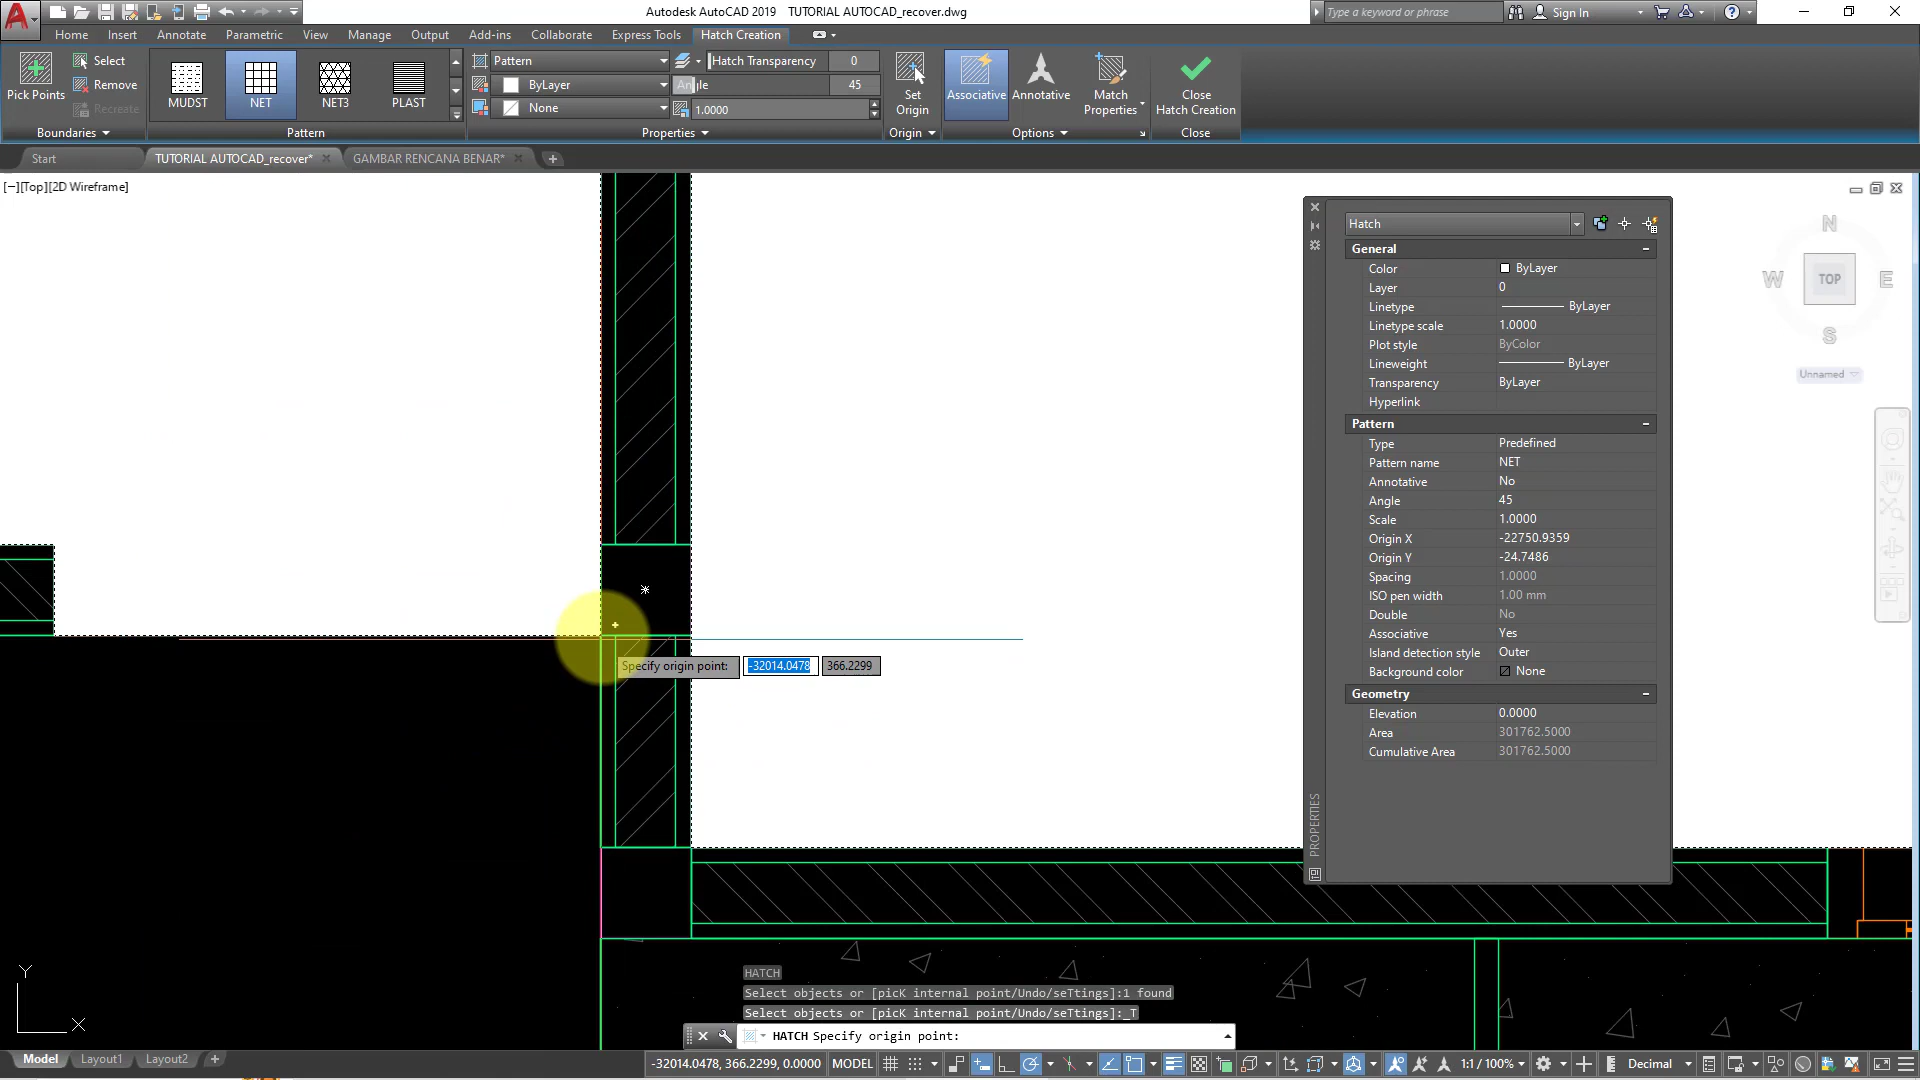 Autodesk AutoCAD 2019 TUTORIAL AUTOCAD_recover.dwg
Type a keyword or phrase
Sign In
Home Insert Annotate Parametric View Manage Output Add-ins Collaborate Express Tools Hatch Creation
Pick Points
Select
Remove
Recreate
Boundaries
MUDST
NET
NET3
PLAST
Pattern
Pattern
ByLayer
None
Hatch Transparency 0
Angle 45
1.0000
Properties
Set
Origin
Origin
Associative
Annotative
Match
Properties
Options
Close
Hatch Creation
Close
Start
TUTORIAL AUTOCAD_recover*
GAMBAR RENCANA BENAR*
[−][Top][2D Wireframe]
N
W
TOP
E
S
Unnamed
Hatch
General
Color ByLayer
Layer 0
Linetype ByLayer
Linetype scale 1.0000
Plot style ByColor
Lineweight ByLayer
Transparency ByLayer
Hyperlink
Pattern
Type Predefined
Pattern name NET
Annotative No
Angle 45
Scale 1.0000
Origin X -22750.9359
Origin Y -24.7486
Spacing 1.0000
ISO pen width 1.00 mm
Double No
Associative Yes
Island detection style Outer
Background color None
Geometry
Elevation 0.0000
Area 301762.5000
Cumulative Area 301762.5000
PROPERTIES
Specify origin point: -32014.0478 366.2299
Y
X
HATCH
Select objects or [picK internal point/Undo/seTtings]:1 found
Select objects or [picK internal point/Undo/seTtings]:_T
HATCH Specify origin point:
Model Layout1 Layout2
-32014.0478, 366.2299, 0.0000 MODEL
1:1 / 100%
Decimal